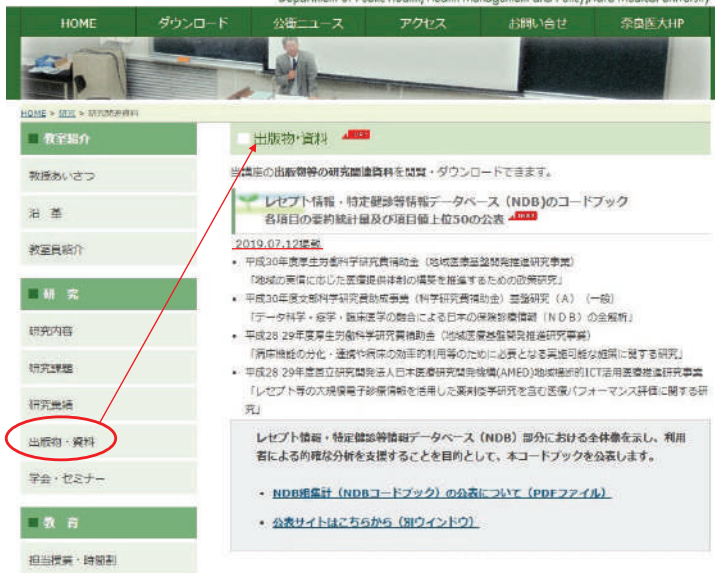 Department of Public Health, Health Management and Policy, Nara Medical University
HOME ダウンロード 公衛ニュース アクセス お問い合せ 奈良医大HP
HOME > 研究 > 研究関連資料
教室紹介
教授あいさつ
沿 革
教室員紹介
研 究
研究内容
研究課題
研究業績
出版物・資料
学会・セミナー
教 育
担当授業・時間割
出版物・資料
当講座の出版物等の研究関連資料を閲覧・ダウンロードできます。
レセプト情報・特定健診等情報データベース（NDB)のコードブック
各項目の要約統計量及び項目値上位50の公表
2019.07.12掲載
• 平成30年度厚生労働科学研究費補助金（地域医療基盤開発推進研究事業）
「地域の実情に応じた医療提供体制の構築を推進するための政策研究」
• 平成30年度文部科学研究費助成事業（科学研究費補助金）基盤研究（A）（一般）
「データ科学・疫学・臨床医学の融合による日本の保険診療情報（NDB）の全解析」
• 平成28-29年度厚生労働科学研究費補助金（地域医療基盤開発推進研究事業）
「病床機能の分化・連携や病床の効率的利用等のために必要となる実施可能な施策に関する研究」
• 平成28-29年度国立研究開発法人日本医療研究開発機構(AMED)地域横断的ICT活用医療推進研究事業
「レセプト等の大規模電子診療情報を活用した薬剤疫学研究を含む医療パフォーマンス評価に関する研
究」
レセプト情報・特定健診等情報データベース（NDB）部分における全体像を示し、利用
者による的確な分析を支援することを目的として、本コードブックを公表します。
• NDB組集計（NDBコードブック）の公表について（PDFファイル）
• 公表サイトはこちらから（別ウインドウ）